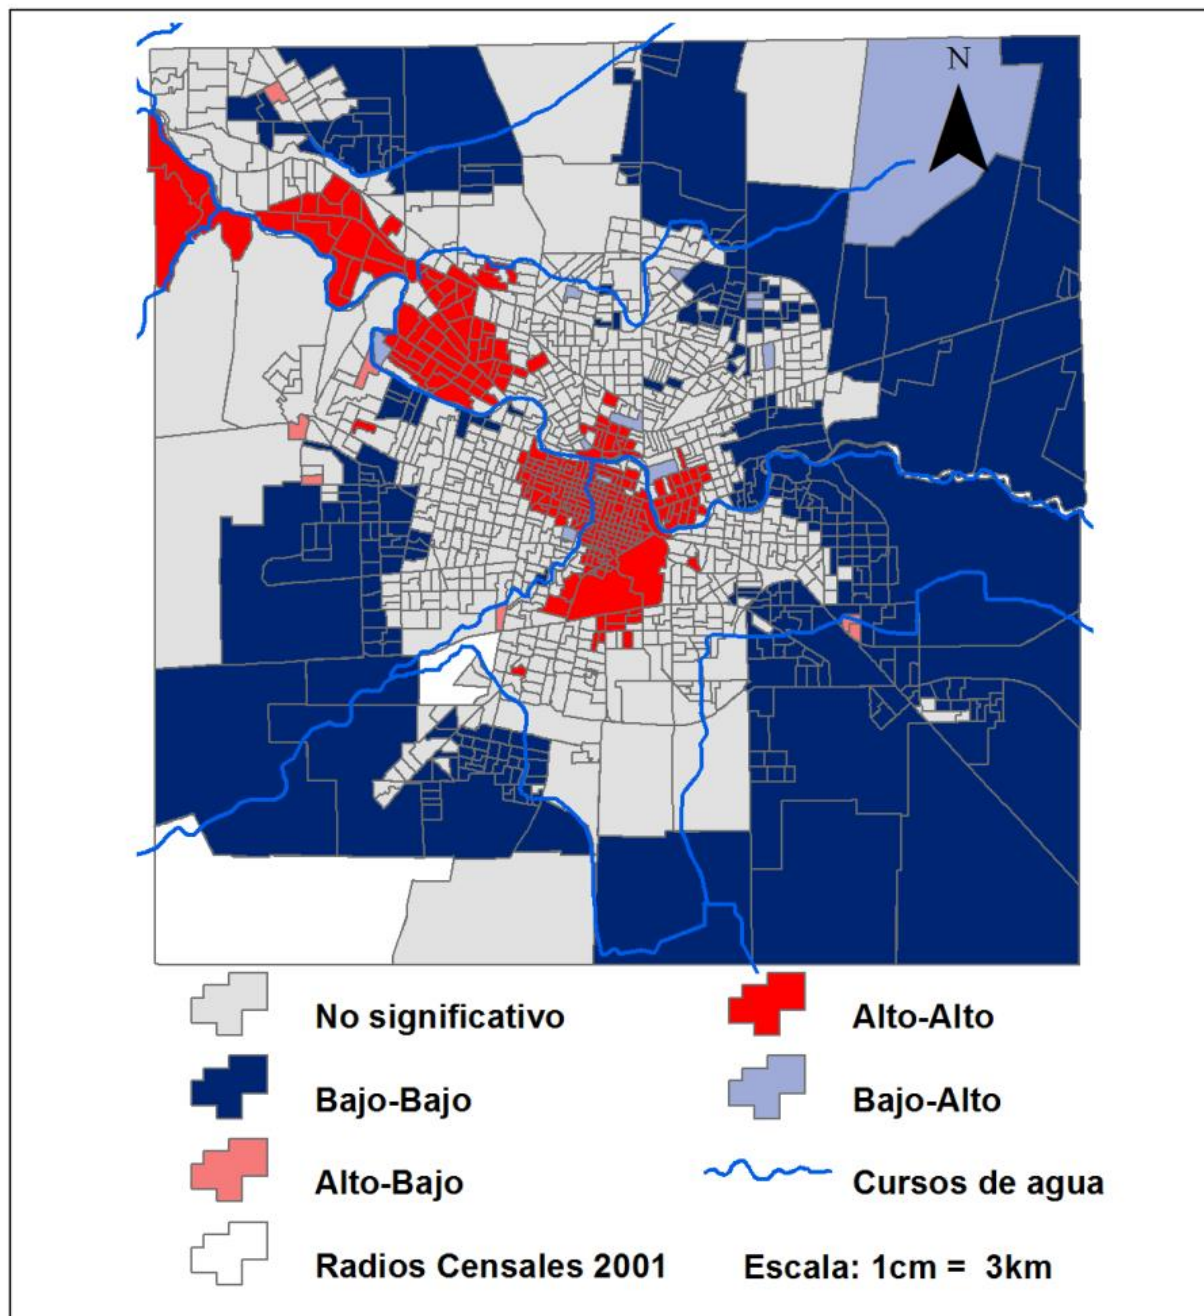 N
No significativo
Alto-Alto
Bajo-Bajo
Bajo-Alto
Alto-Bajo
Cursos de agua
Radios Censales 2001
Escala: 1cm = 3km